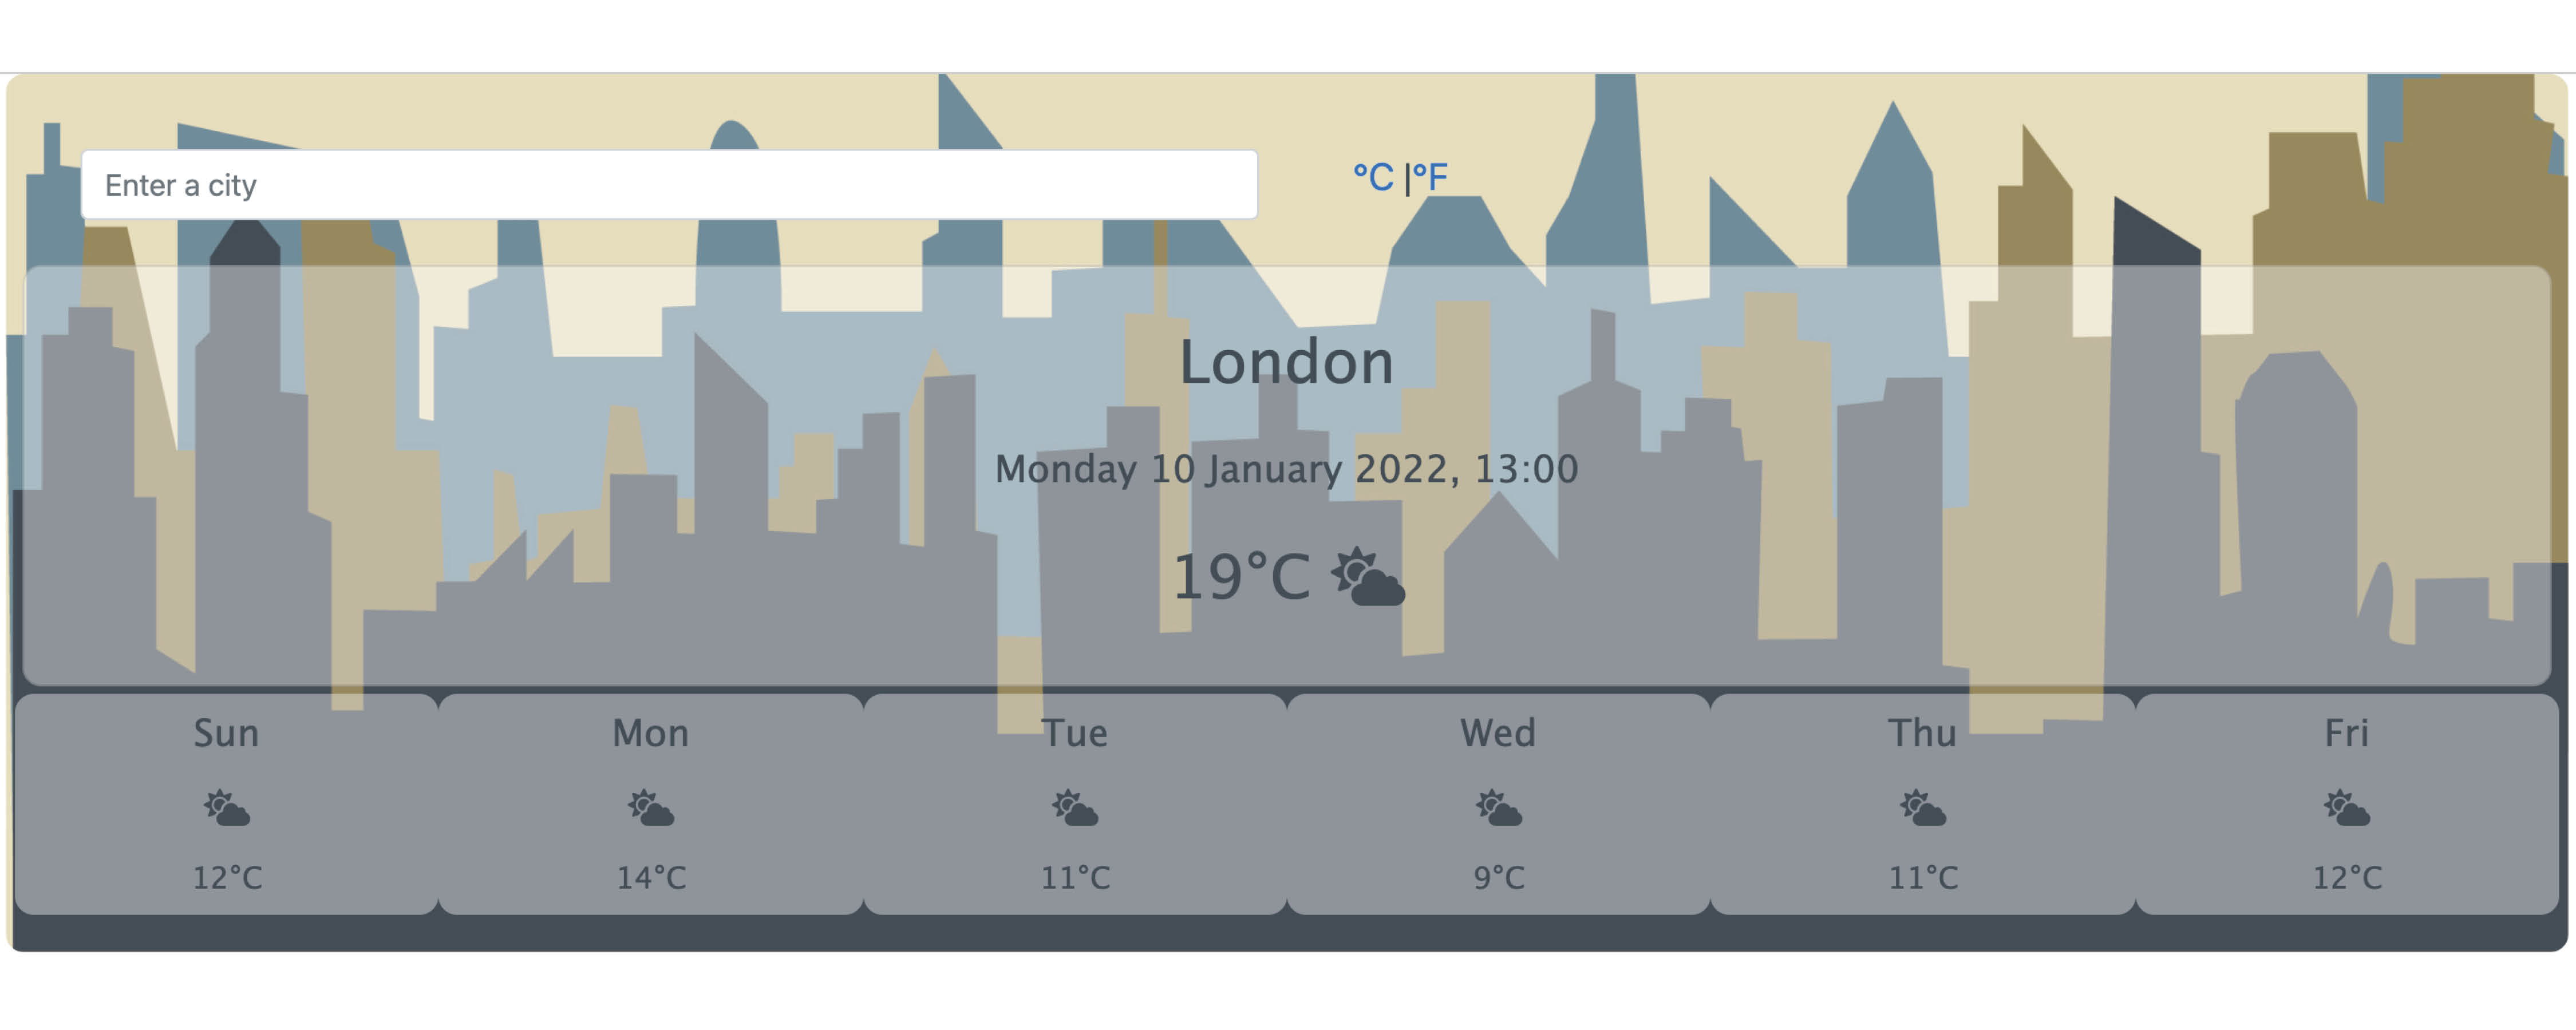 Enter a city
°C |°F
London
Monday 10 January 2022, 13:00
19°C
Sun Mon Tue Wed Thu Fri
12°C 14°C 11°C 9°C 11°C 12°C